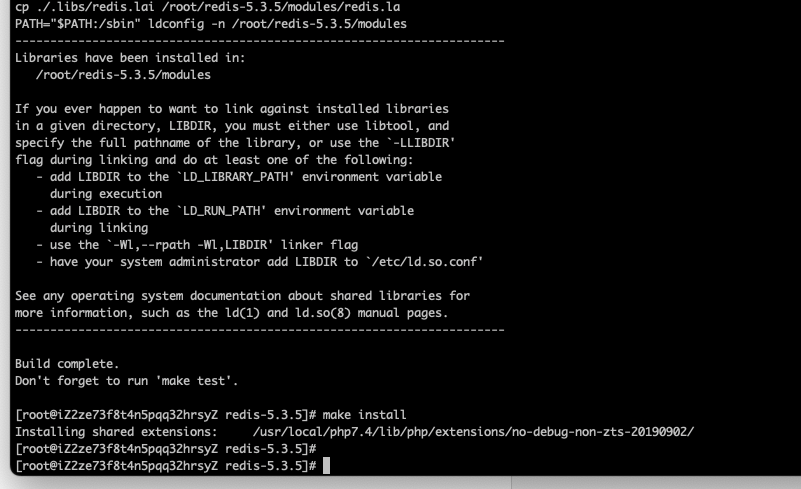 cp ./.libs/redis.lai /root/redis-5.3.5/modules/redis.la
PATH="$PATH:/sbin" ldconfig -n /root/redis-5.3.5/modules
----------------------------------------------------------------------
Libraries have been installed in:
   /root/redis-5.3.5/modules

If you ever happen to want to link against installed libraries
in a given directory, LIBDIR, you must either use libtool, and
specify the full pathname of the library, or use the `-LLIBDIR'
flag during linking and do at least one of the following:
   - add LIBDIR to the `LD_LIBRARY_PATH' environment variable
     during execution
   - add LIBDIR to the `LD_RUN_PATH' environment variable
     during linking
   - use the `-Wl,--rpath -Wl,LIBDIR' linker flag
   - have your system administrator add LIBDIR to `/etc/ld.so.conf'

See any operating system documentation about shared libraries for
more information, such as the ld(1) and ld.so(8) manual pages.
----------------------------------------------------------------------

Build complete.
Don't forget to run 'make test'.

[root@iZ2ze73f8t4n5pqq32hrsyZ redis-5.3.5]# make install
Installing shared extensions:     /usr/local/php7.4/lib/php/extensions/no-debug-non-zts-20190902/
[root@iZ2ze73f8t4n5pqq32hrsyZ redis-5.3.5]#
[root@iZ2ze73f8t4n5pqq32hrsyZ redis-5.3.5]#